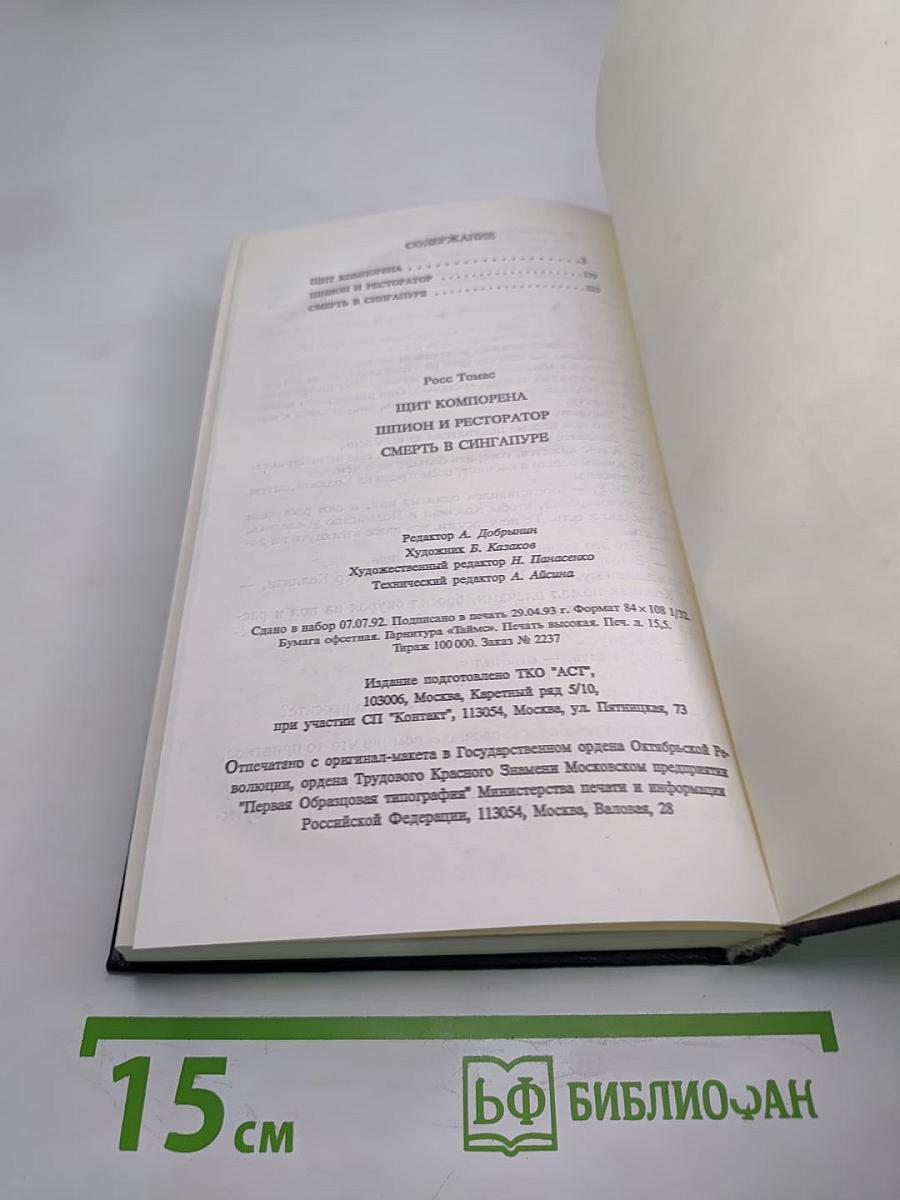 СОДЕРЖАНИЕ
ЩИТ КОМПОРЕНА . . . . . . . . . . . . . . . . . . . . 3
ШПИОН И РЕСТОРАТОР . . . . . . . . . . . . . . . .
СМЕРТЬ В СИНГАПУРЕ . . . . . . . . . . . . . . . .
Росс Томас
ЩИТ КОМПОРЕНА
ШПИОН И РЕСТОРАТОР
СМЕРТЬ В СИНГАПУРЕ
Редактор А. Добрынин
Художник Б. Казаков
Художественный редактор Н. Панасенко
Технический редактор А. Айсина
Сдано в набор 07.07.92. Подписано в печать 29.04.93 г. Формат 84×108 1/32.
Бумага офсетная. Гарнитура «Таймс». Печать высокая. Печ. л. 15,5.
Тираж 100 000. Заказ № 2237
Издание подготовлено ТКО "АСТ",
103006, Москва, Каретный ряд 5/10,
при участии СП "Контакт", 113054, Москва, ул. Пятницкая, 73
Отпечатано с оригинал-макета в Государственном ордена Октябрьской Ре-
волюции, ордена Трудового Красного Знамени Московском предприятии
"Первая Образцовая типография" Министерства печати и информации
Российской Федерации, 113054, Москва, Валовая, 28
15 см
БФ БИБЛИОФАН